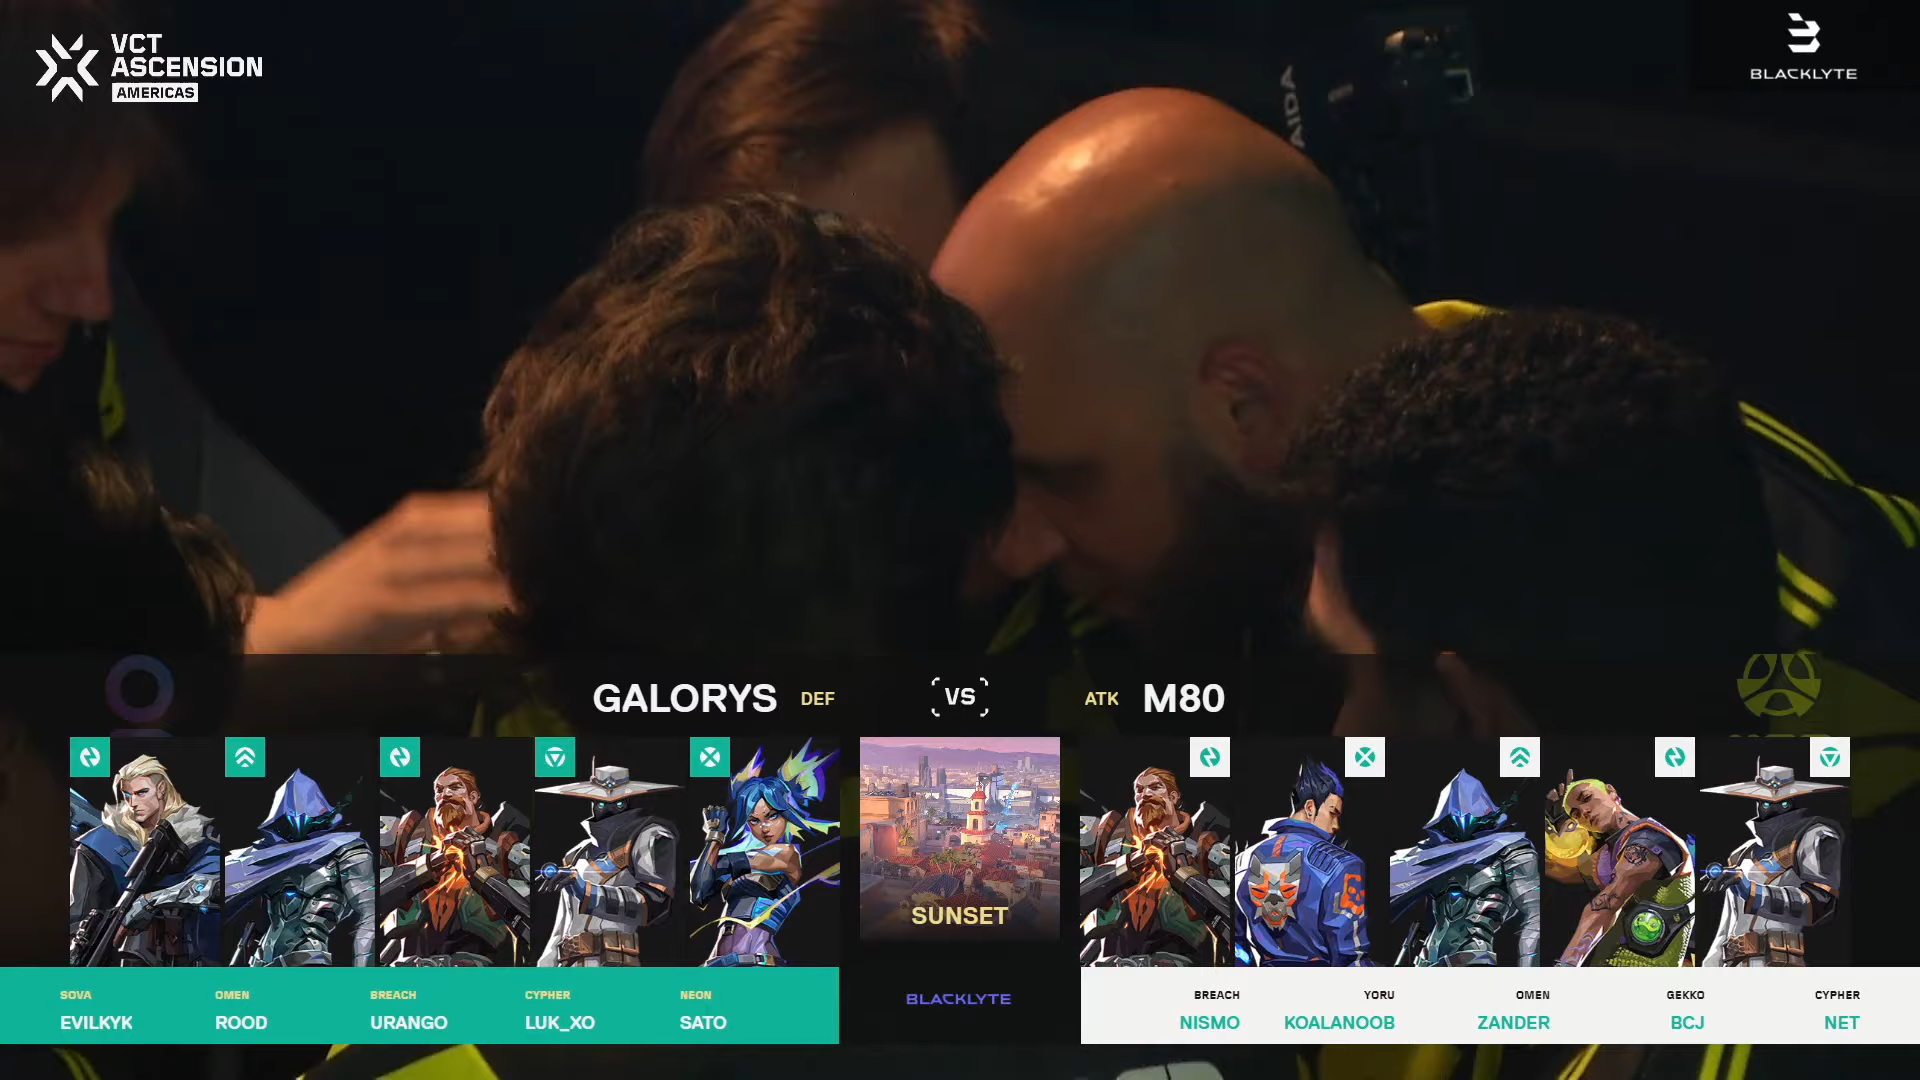 VCT
ASCENSION
AMERICAS
BLACKLYTE
AIDA
GALORYS DEF VS ATK M80
SUNSET
SOVA OMEN BREACH CYPHER NEON
EVILKYK ROOD URANGO LUK_XO SATO
BLACKLYTE
BREACH YORU OMEN GEKKO CYPHER
NISMO KOALANOOB ZANDER BCJ NET